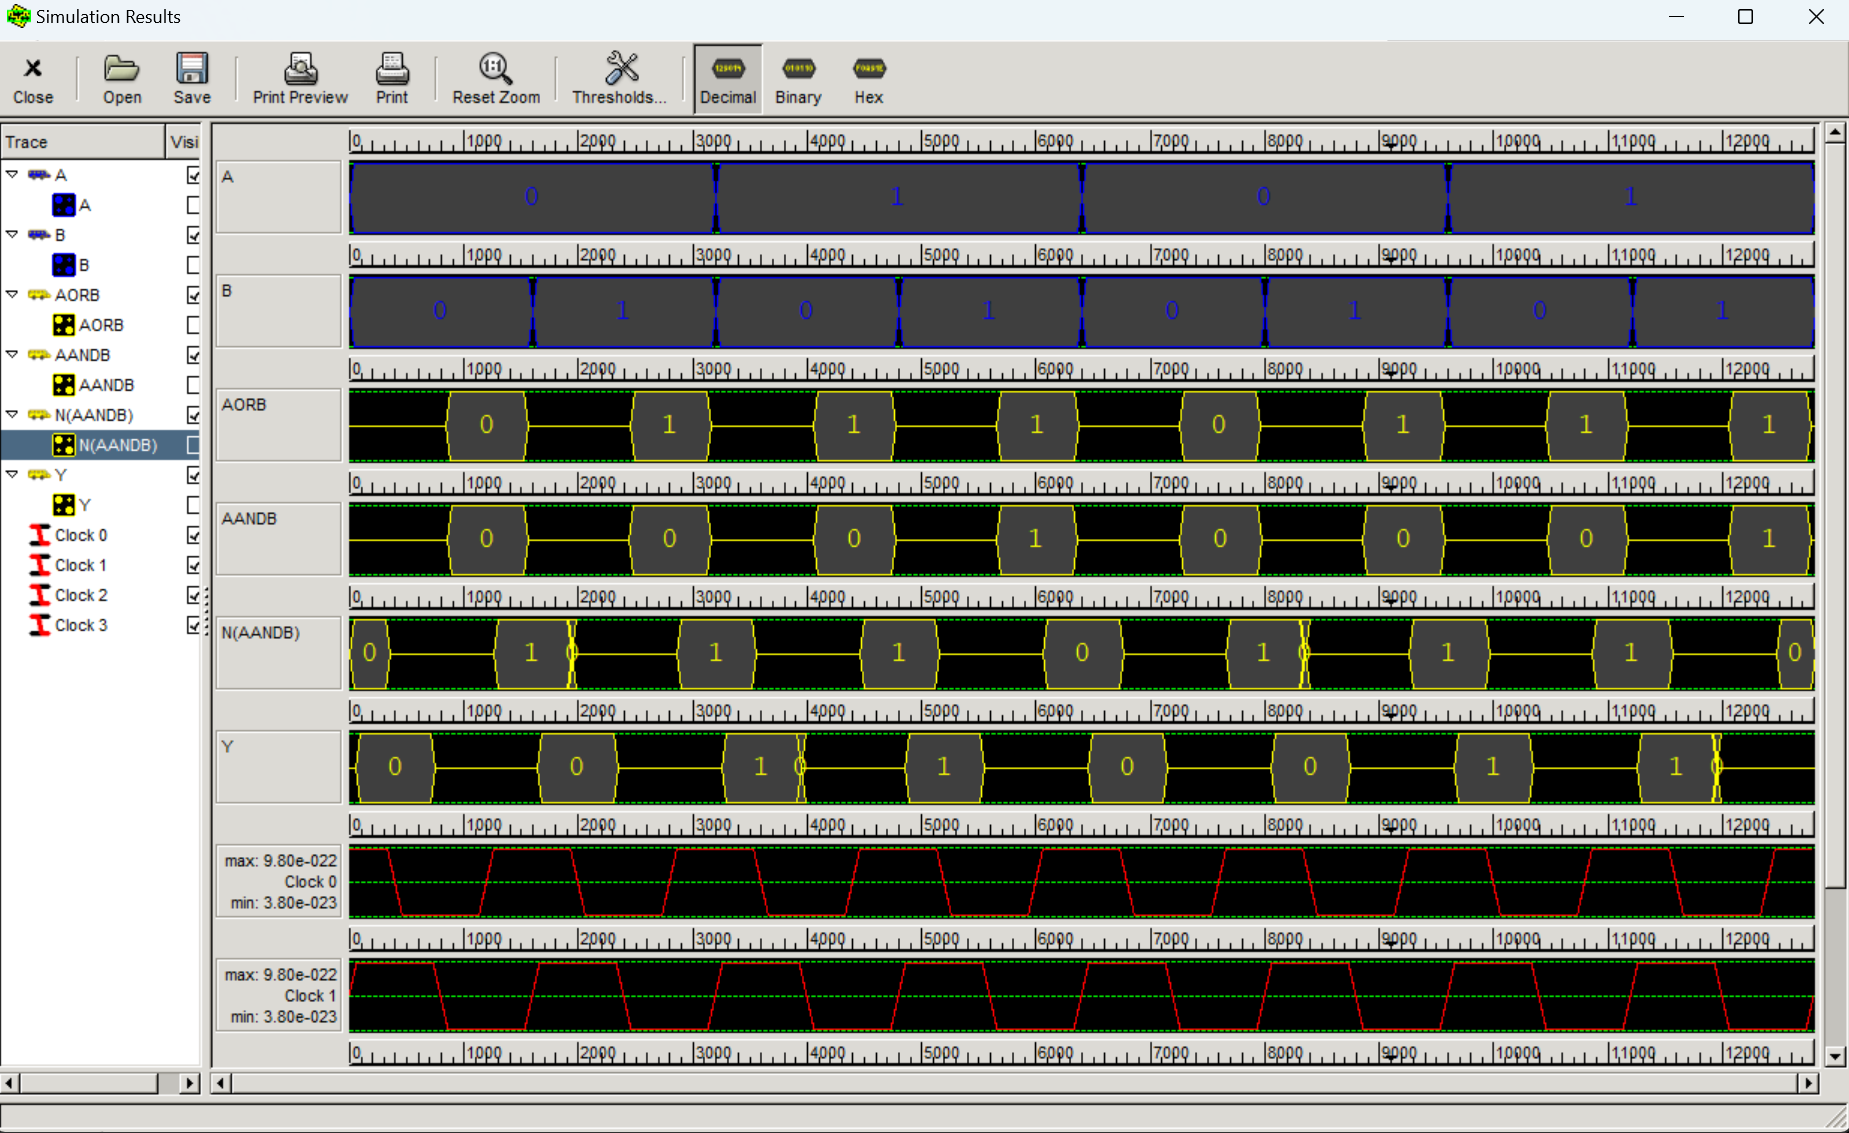 Simulation Results
Close Open Save Print Preview Print Reset Zoom Thresholds... Decimal Binary Hex
Trace Visi
A
A
B
B
AORB
AORB
AANDB
AANDB
N(AANDB)
N(AANDB)
Y
Y
Clock 0
Clock 1
Clock 2
Clock 3
0 1000 2000 3000 4000 5000 6000 7000 8000 9000 10000 11000 12000
A 0 1 0 1
0 1000 2000 3000 4000 5000 6000 7000 8000 9000 10000 11000 12000
B 0 1 0 1 0 1 0 1
0 1000 2000 3000 4000 5000 6000 7000 8000 9000 10000 11000 12000
AORB 0 1 1 1 0 1 1 1
0 1000 2000 3000 4000 5000 6000 7000 8000 9000 10000 11000 12000
AANDB 0 0 0 1 0 0 0 1
0 1000 2000 3000 4000 5000 6000 7000 8000 9000 10000 11000 12000
N(AANDB) 0 1 0 1 1 0 1 0 1 1 0
0 1000 2000 3000 4000 5000 6000 7000 8000 9000 10000 11000 12000
Y 0 0 1 0 1 0 0 1 1 0
0 1000 2000 3000 4000 5000 6000 7000 8000 9000 10000 11000 12000
max: 9.80e-022
Clock 0
min: 3.80e-023
0 1000 2000 3000 4000 5000 6000 7000 8000 9000 10000 11000 12000
max: 9.80e-022
Clock 1
min: 3.80e-023
0 1000 2000 3000 4000 5000 6000 7000 8000 9000 10000 11000 12000